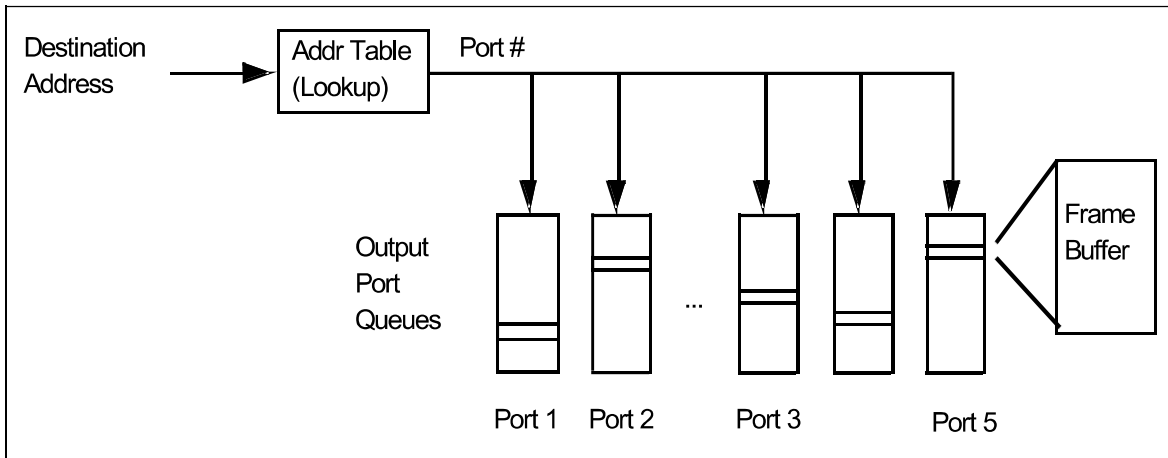 Destination
Address
Addr Table
(Lookup)
Port #
Output
Port
Queues
...
Frame
Buffer
Port 1
Port 2
Port 3
Port 5